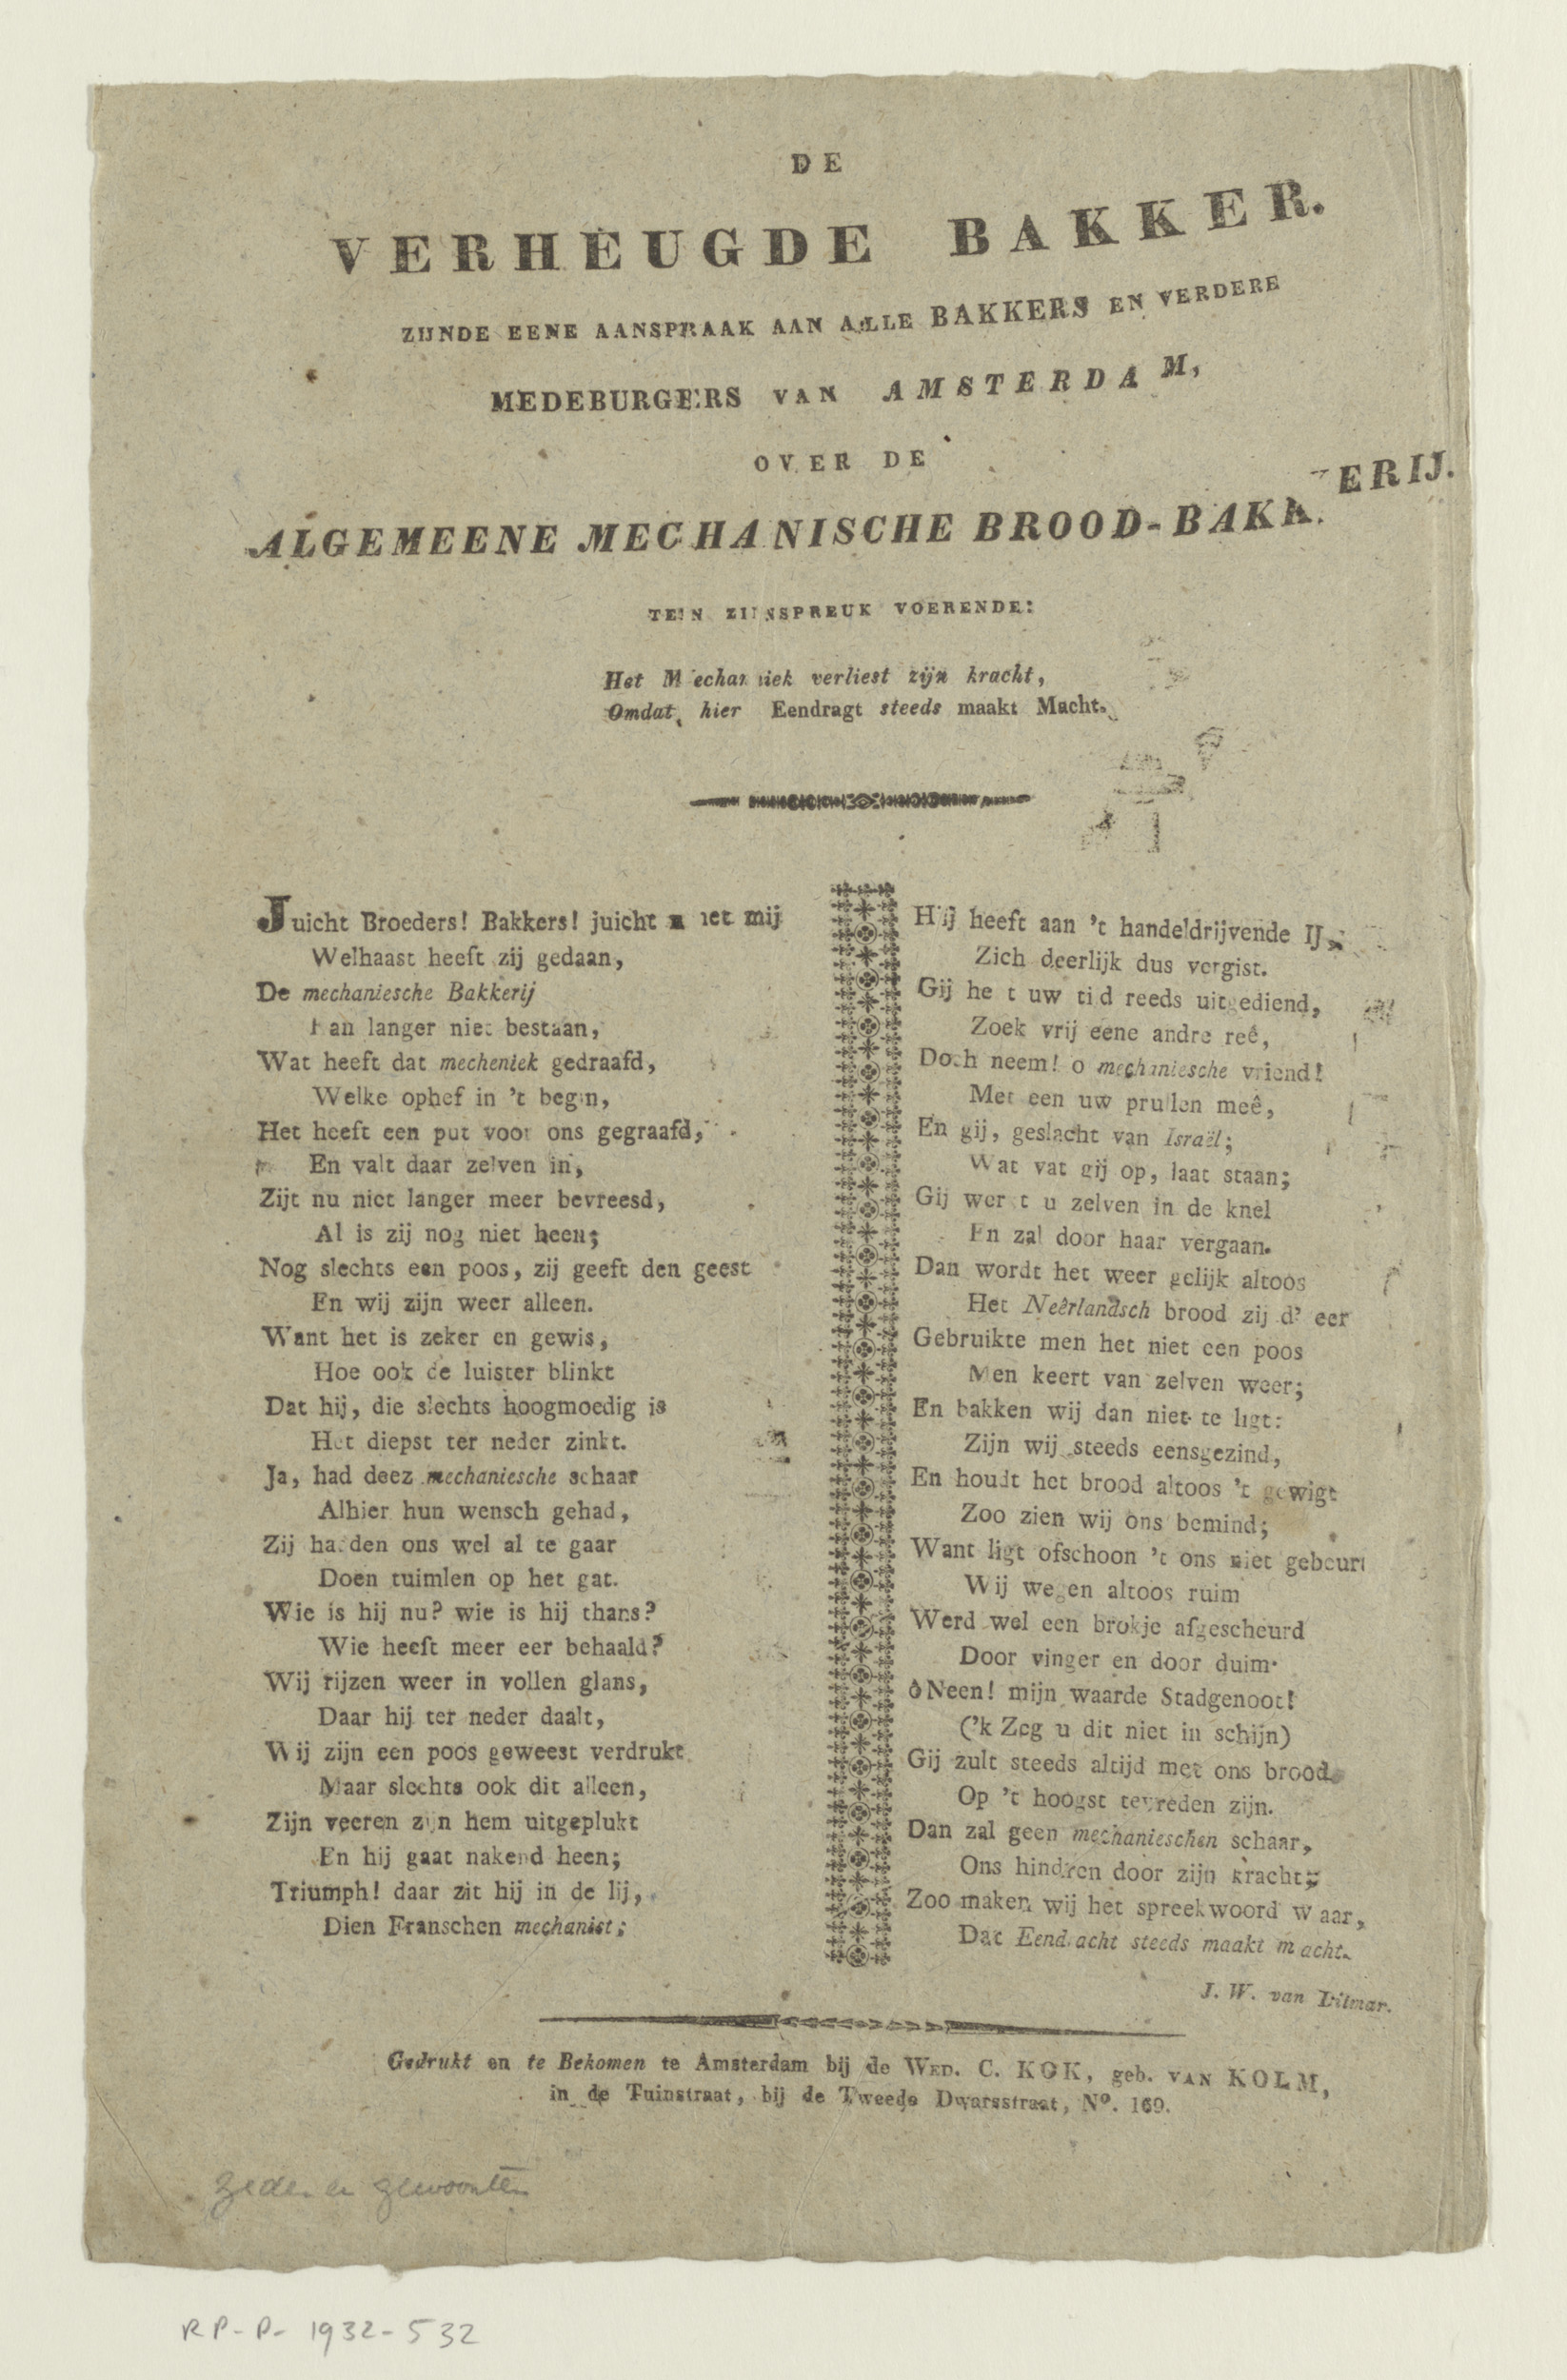 DE
VERHEUGDE BAKKER.
ZIJNDE EENE AANSPRAAK AAN ALLE BAKKERS EN VERDERE
MEDEBURGERS VAN AMSTERDAM,
OVER DE
ALGEMEENE MECHANISCHE BROOD-BAKKERIJ.
TEN ZINSSPREUK VOERENDE:
Het Mechaniek verliest zijn kracht,
Omdat hier Eendragt steeds maakt Macht.
Juicht Broeders! Bakkers! juicht met mij
Welhaast heeft zij gedaan,
De mechaniesche Bakkerij
Kan langer niet bestaan,
Wat heeft dat mecheniek gedraafd,
Welke ophef in 't begin,
Het heeft een put voor ons gegraafd,
En valt daar zelven in,
Zijt nu niet langer meer bevreesd,
Al is zij nog niet heen;
Nog slechts een poos, zij geeft den geest
En wij zijn weer alleen.
Want het is zeker en gewis,
Hoe ook de luister blinkt
Dat hij, die slechts hoogmoedig is
Het diepst ter neder zinkt.
Ja, had deez mechaniesche schaar
Alhier hun wensch gehad,
Zij hadden ons wel al te gaar
Doen tuimlen op het gat.
Wie is hij nu? wie is hij thans?
Wie heeft meer eer behaald?
Wij rijzen weer in vollen glans,
Daar hij ter neder daalt,
Wij zijn een poos geweest verdrukt
Maar slechts ook dit alleen,
Zijn veeren zijn hem uitgeplukt
En hij gaat nakend heen;
Triumph! daar zit hij in de lij,
Dien Franschen mechanist;
Hij heeft aan 't handeldrijvende IJ,
Zich deerlijk dus vergist.
Gij hebt uw tijd reeds uitgediend,
Zoek vrij eene andre reê,
Doch neem! o mechaniesche vriend!
Met een uw prullen meê,
En gij, geslacht van Israël;
Wat vat gij op, laat staan;
Gij werkt u zelven in de knel
En zal door haar vergaan.
Dan wordt het weer gelijk altoos
Het Neêrlandsch brood zij d' eer
Gebruikte men het niet een poos
Men keert van zelven weer;
En bakken wij dan niet te ligt:
Zijn wij steeds eensgezind,
En houdt het brood altoos 't gewigt
Zoo zien wij ons bemind;
Want ligt ofschoon 't ons niet gebeurt
Wij wegen altoos ruim
Werd wel een brokje afgescheurd
Door vinger en door duim.
ô Neen! mijn waarde Stadgenoot!
('k Zeg u dit niet in schijn)
Gij zult steeds altijd met ons brood
Op 't hoogst tevreden zijn.
Dan zal geen mechanieschen schaar,
Ons hindren door zijn kracht;
Zoo maken wij het spreekwoord waar,
Dat Eendracht steeds maakt macht.
J. W. van Ditmar.
Gedrukt en te Bekomen te Amsterdam bij de WED. C. KOK, geb. VAN KOLM,
in de Tuinstraat, bij de Tweede Dwarsstraat, No. 169.
Zeden en gewoonten
RP-P-1932-532